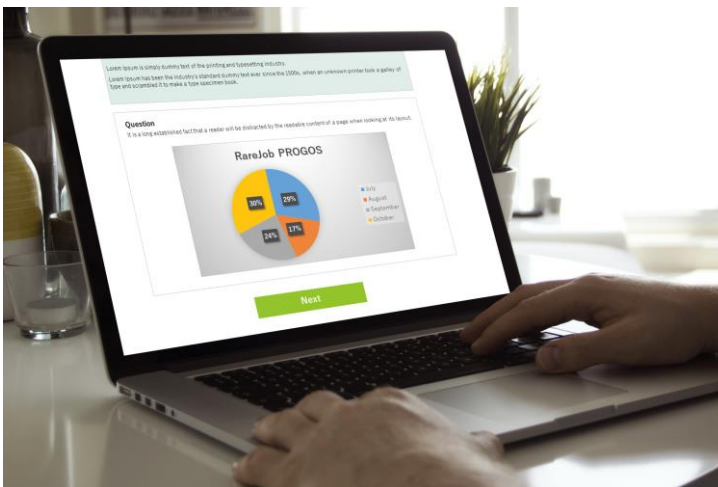 Lorem Ipsum is simply dummy text of the printing and typesetting industry.
Lorem Ipsum has been the industry's standard dummy text ever since the 1500s, when an unknown printer took a galley of
type and scrambled it to make a type specimen book.
Question
It is a long established fact that a reader will be distracted by the readable content of a page when looking at its layout.
RareJob PROGOS
30%
29%
24%
17%
July
August
September
October
Next